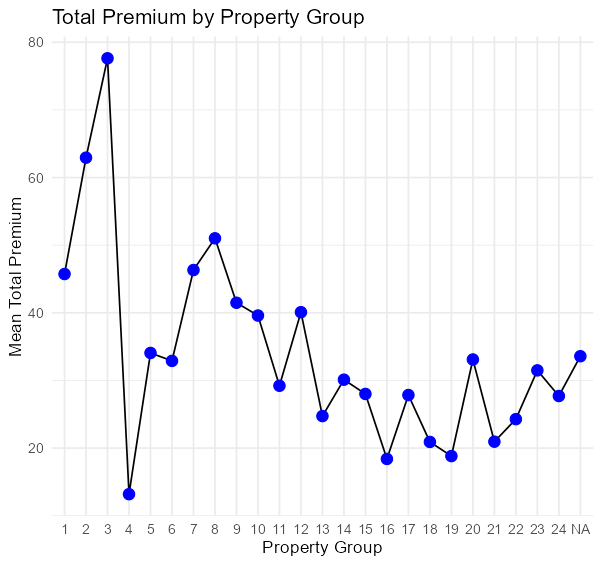 Total Premium by Property Group
80
60
40
20
Mean Total Premium
1 2 3 4 5 6 7 8 9 10 11 12 13 14 15 16 17 18 19 20 21 22 23 24 NA
Property Group